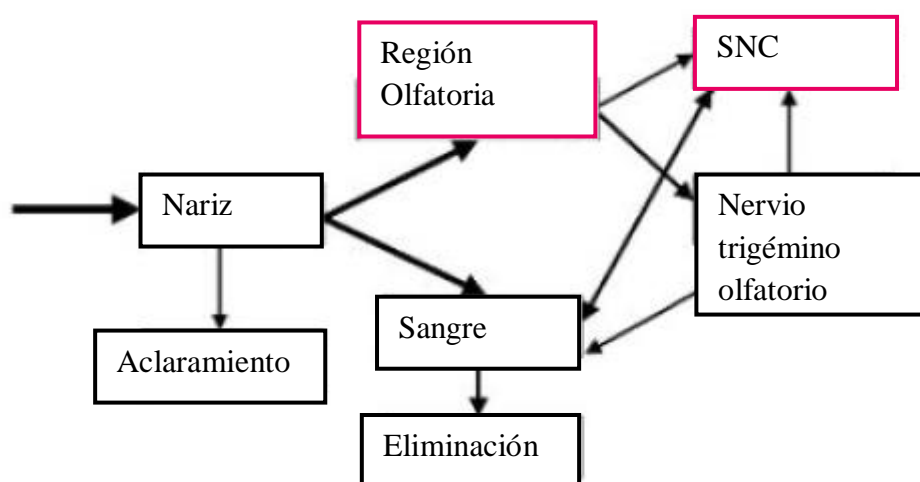 Región
Olfatoria
SNC
Nariz
Nervio
trigémino
olfatorio
Sangre
Aclaramiento
Eliminación